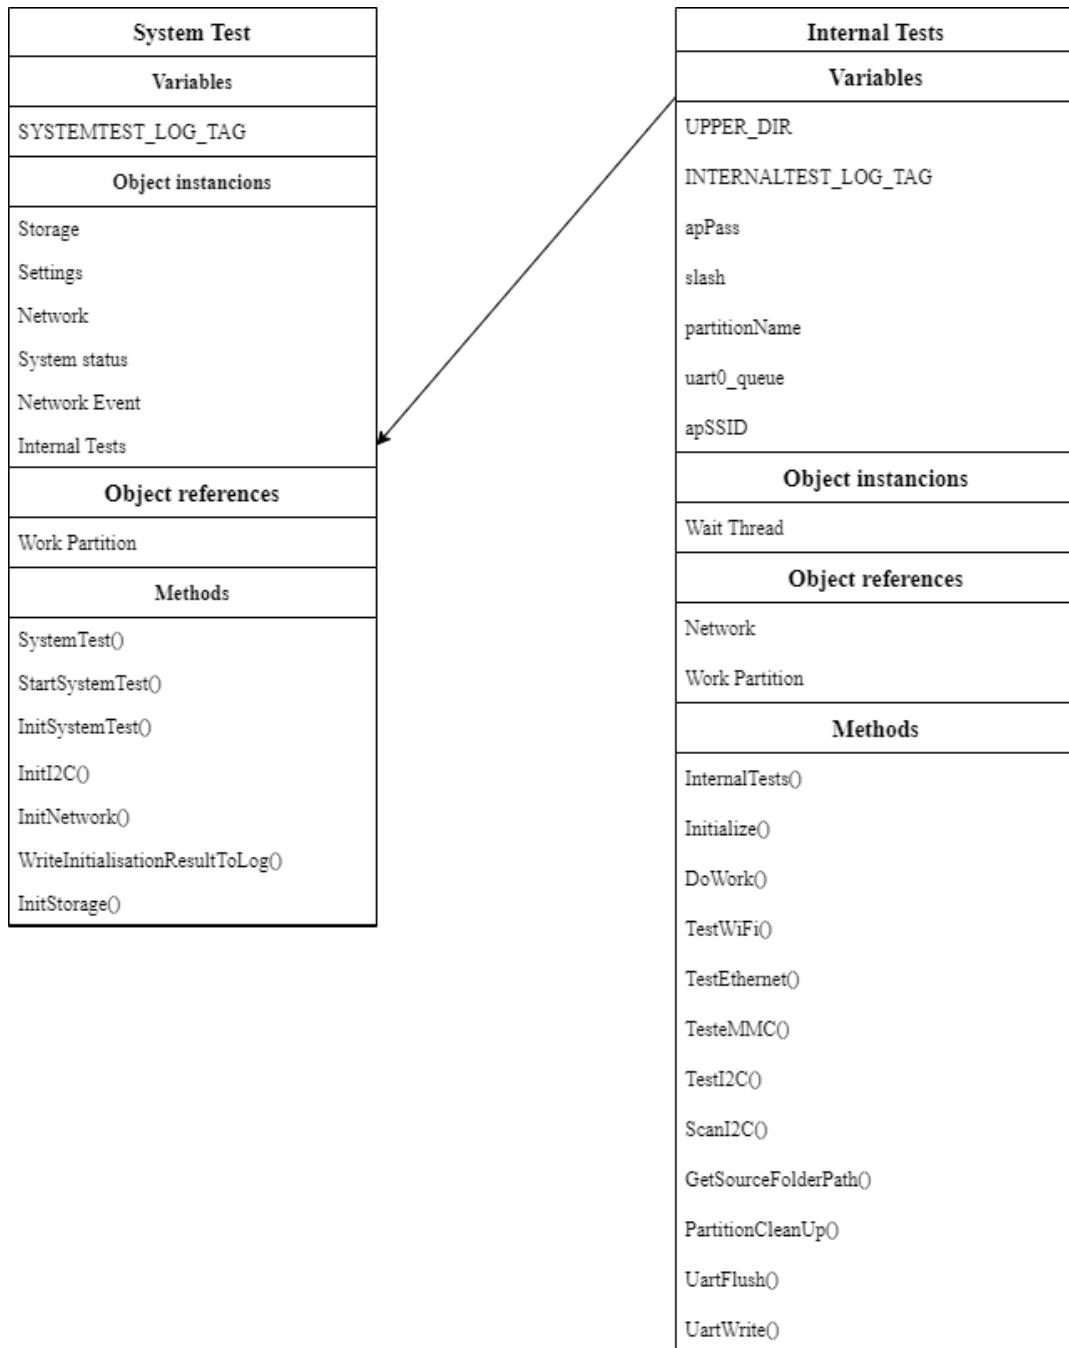 System Test
Variables
SYSTEMTEST_LOG_TAG
Object instancions
Storage
Settings
Network
System status
Network Event
Internal Tests
Object references
Work Partition
Methods
SystemTest()
StartSystemTest()
InitSystemTest()
InitI2C()
InitNetwork()
WriteInitialisationResultToLog()
InitStorage()
Internal Tests
Variables
UPPER_DIR
INTERNALTEST_LOG_TAG
apPass
slash
partitionName
uart0_queue
apSSID
Object instancions
Wait Thread
Object references
Network
Work Partition
Methods
InternalTests()
Initialize()
DoWork()
TestWiFi()
TestEthernet()
TesteMMC()
TestI2C()
ScanI2C()
GetSourceFolderPath()
PartitionCleanUp()
UartFlush()
UartWrite()